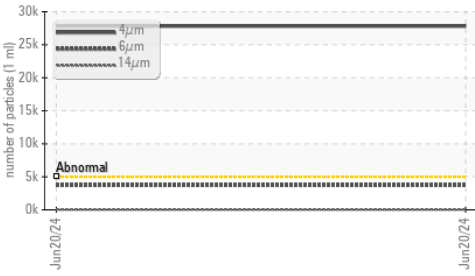 number of particles (1 ml)
30k
25k
20k
15k
10k
5k
0k
4μm
6μm
14μm
Abnormal
Jun20/24
Jun20/24